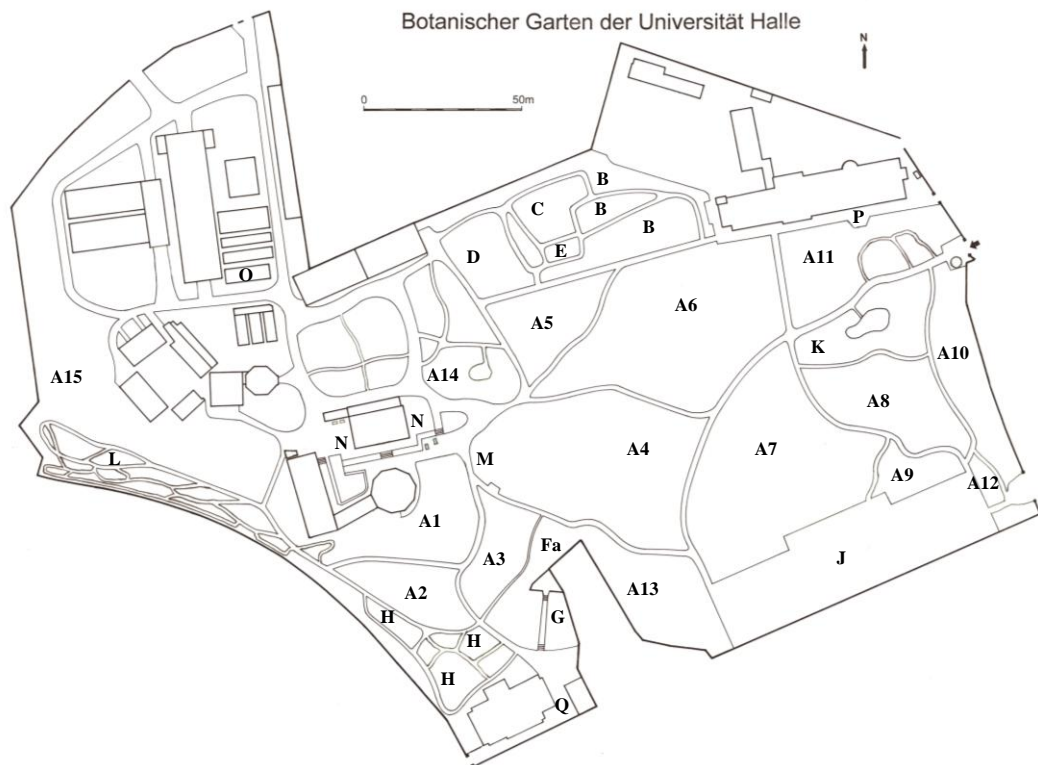 Botanischer Garten der Universität Halle
N
0 50m
B
C
B
P
B
D
E
A11
O
A6
A5
K
A10
A15
A14
A8
N
N
L
M
A4
A7
A9
A12
A1
A3
Fa
J
A2
A13
H
G
H
H
Q